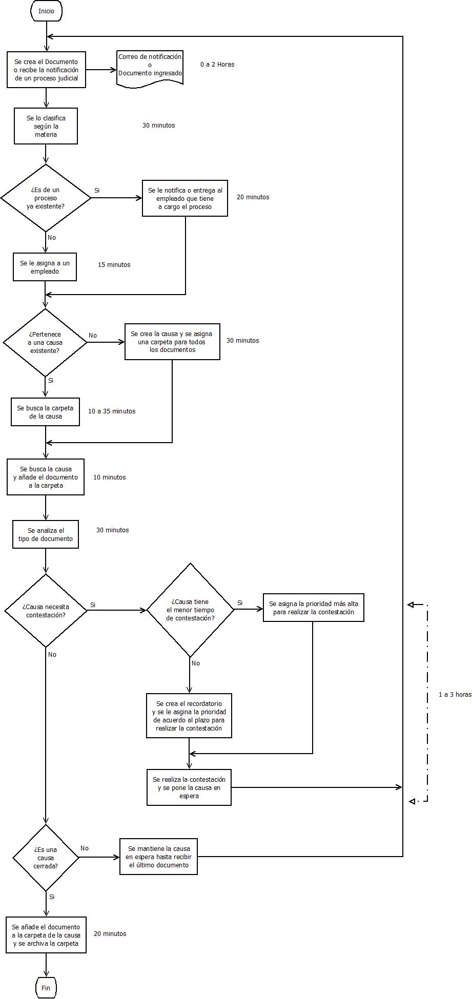 Inicio
Se crea el Documento
o recibe la notificación
de un proceso judicial
Correo de notificación
o
Documento ingresado
0 a 2 Horas
Se lo clasifica
según la
materia
30 minutos
¿Es de un
proceso
ya existente?
Si
Se le notifica o entrega al
empleado que tiene
a cargo el proceso
20 minutos
No
Se le asigna a un
empleado
15 minutos
¿Pertenece
a una causa
existente?
No
Se crea la causa y se asigna
una carpeta para todos
los documentos
30 minutos
Si
Se busca la carpeta
de la causa
10 a 35 minutos
Se busca la causa
y añade el documento
a la carpeta
10 minutos
Se analiza el
tipo de documento
30 minutos
¿Causa necesita
contestación?
Si
¿Causa tiene
el menor tiempo
de contestación?
Si
Se asigna la prioridad más alta
para realizar la contestación
No
No
Se crea el recordatorio
y se le asgina la prioridad
de acuerdo al plazo para
realizar la contestación
1 a 3 horas
Se realiza la contestación
y se pone la causa en
espera
¿Es una
causa
cerrada?
No
Se mantiene la causa
en espera hasta recibir
el último documento
Si
Se añade el documento
a la carpeta de la causa
y se archiva la carpeta
20 minutos
Fin